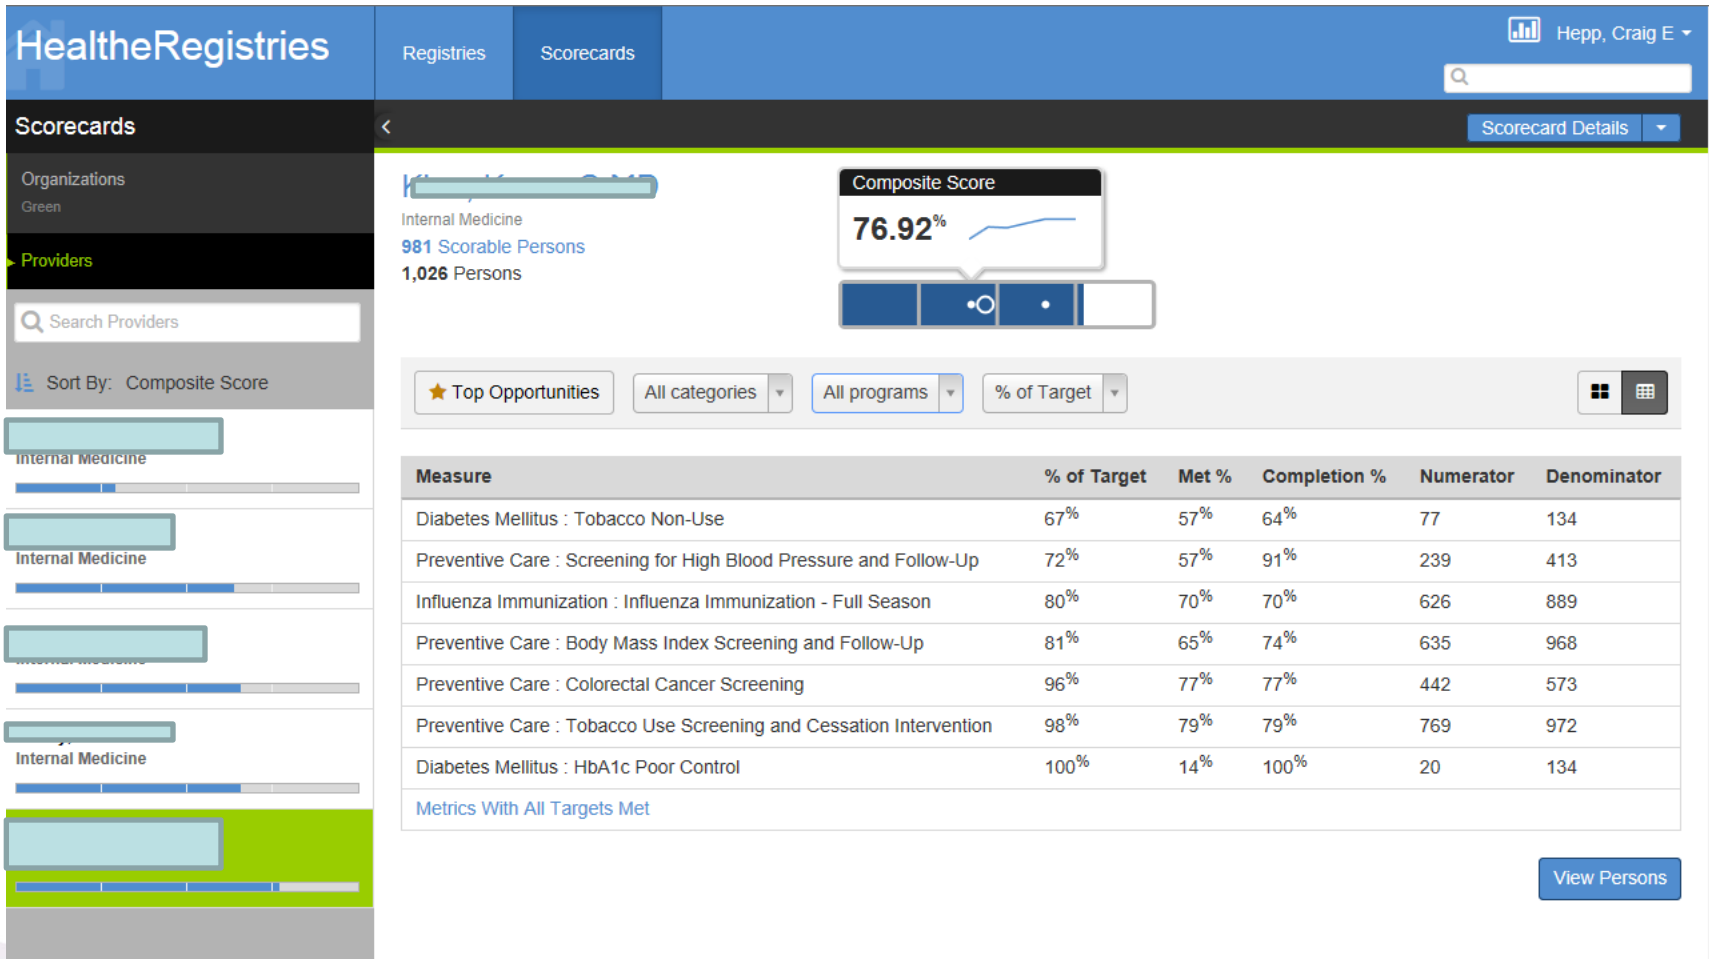 HealtheRegistries
Registries
Scorecards
Hepp, Craig E
Scorecards
Scorecard Details
Organizations
Green
Providers
Search Providers
Sort By: Composite Score
Internal Medicine
Internal Medicine
Internal Medicine
Internal Medicine
981 Scorable Persons
1,026 Persons
Composite Score
76.92%
Top Opportunities
All categories
All programs
% of Target
Measure % of Target Met % Completion % Numerator Denominator
Diabetes Mellitus : Tobacco Non-Use 67% 57% 64% 77 134
Preventive Care : Screening for High Blood Pressure and Follow-Up 72% 57% 91% 239 413
Influenza Immunization : Influenza Immunization - Full Season 80% 70% 70% 626 889
Preventive Care : Body Mass Index Screening and Follow-Up 81% 65% 74% 635 968
Preventive Care : Colorectal Cancer Screening 96% 77% 77% 442 573
Preventive Care : Tobacco Use Screening and Cessation Intervention 98% 79% 79% 769 972
Diabetes Mellitus : HbA1c Poor Control 100% 14% 100% 20 134
Metrics With All Targets Met
View Persons